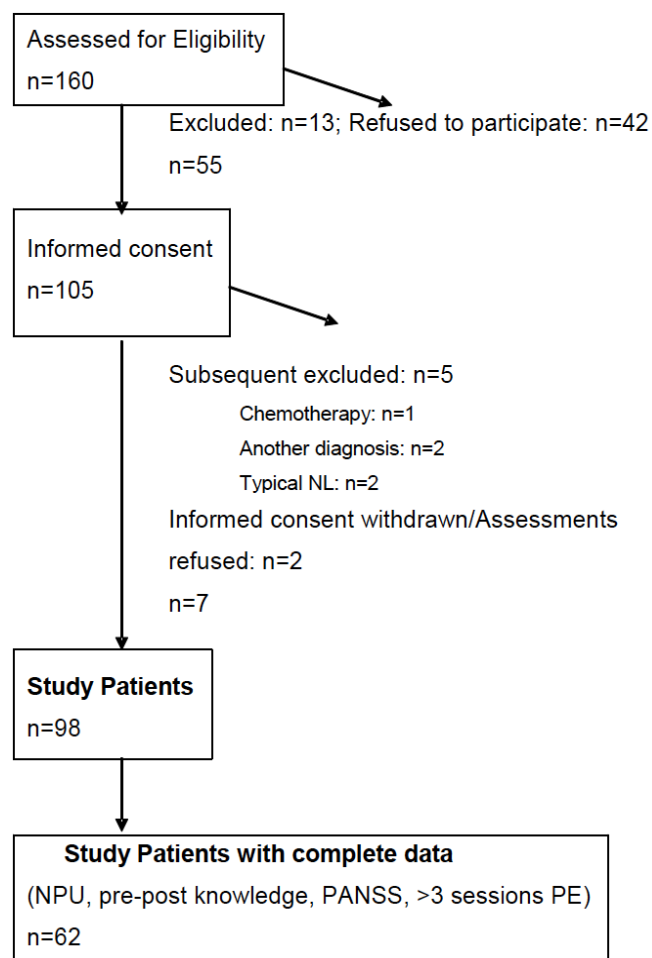 Assessed for Eligibility
n=160
Excluded: n=13; Refused to participate: n=42
n=55
Informed consent
n=105
Subsequent excluded: n=5
Chemotherapy: n=1
Another diagnosis: n=2
Typical NL: n=2
Informed consent withdrawn/Assessments
refused: n=2
n=7
Study Patients
n=98
Study Patients with complete data
(NPU, pre-post knowledge, PANSS, >3 sessions PE)
n=62